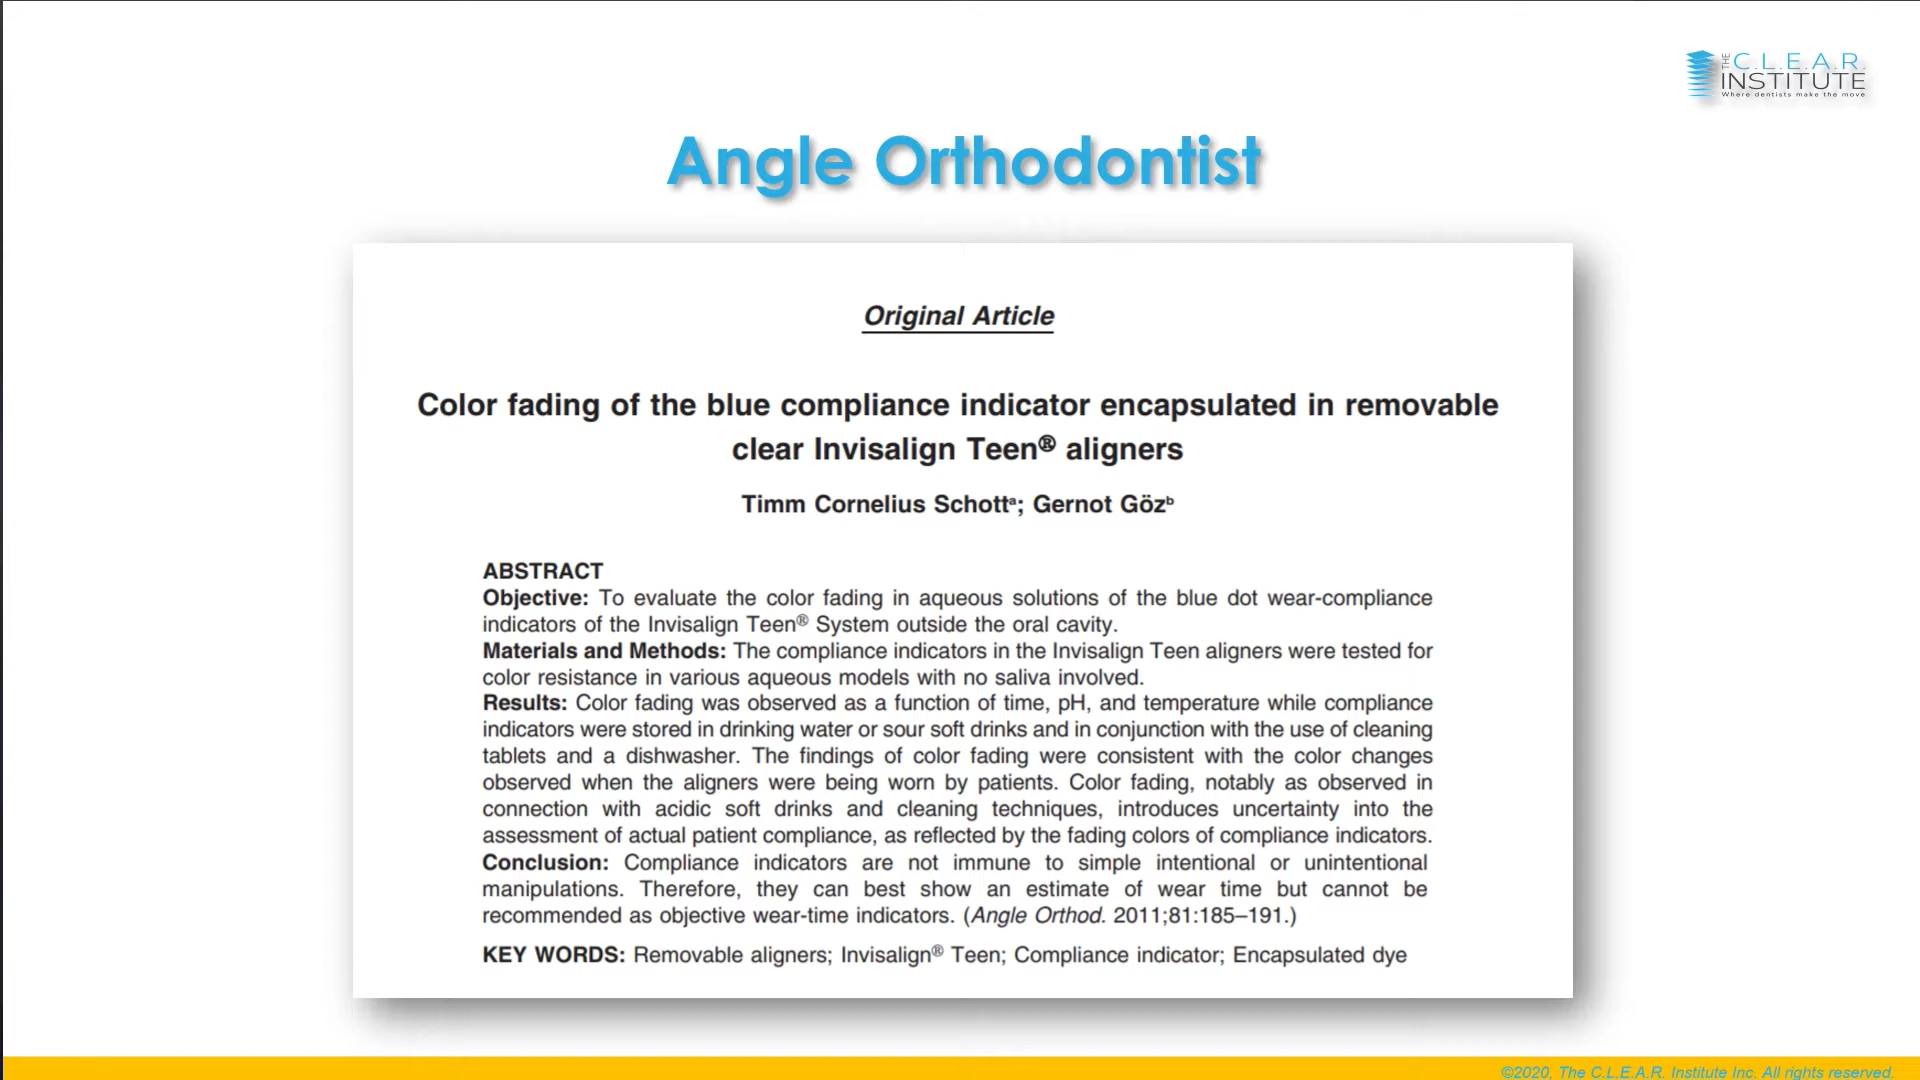 THE C.L.E.A.R.
INSTITUTE
Where dentists make the move
Angle Orthodontist
Original Article
Color fading of the blue compliance indicator encapsulated in removable
clear Invisalign Teen® aligners
Timm Cornelius Schottᵃ; Gernot Gözᵇ
ABSTRACT
Objective: To evaluate the color fading in aqueous solutions of the blue dot wear-compliance
indicators of the Invisalign Teen® System outside the oral cavity.
Materials and Methods: The compliance indicators in the Invisalign Teen aligners were tested for
color resistance in various aqueous models with no saliva involved.
Results: Color fading was observed as a function of time, pH, and temperature while compliance
indicators were stored in drinking water or sour soft drinks and in conjunction with the use of cleaning
tablets and a dishwasher. The findings of color fading were consistent with the color changes
observed when the aligners were being worn by patients. Color fading, notably as observed in
connection with acidic soft drinks and cleaning techniques, introduces uncertainty into the
assessment of actual patient compliance, as reflected by the fading colors of compliance indicators.
Conclusion: Compliance indicators are not immune to simple intentional or unintentional
manipulations. Therefore, they can best show an estimate of wear time but cannot be
recommended as objective wear-time indicators. (Angle Orthod. 2011;81:185–191.)
KEY WORDS: Removable aligners; Invisalign® Teen; Compliance indicator; Encapsulated dye
©2020, The C.L.E.A.R. Institute Inc. All rights reserved.